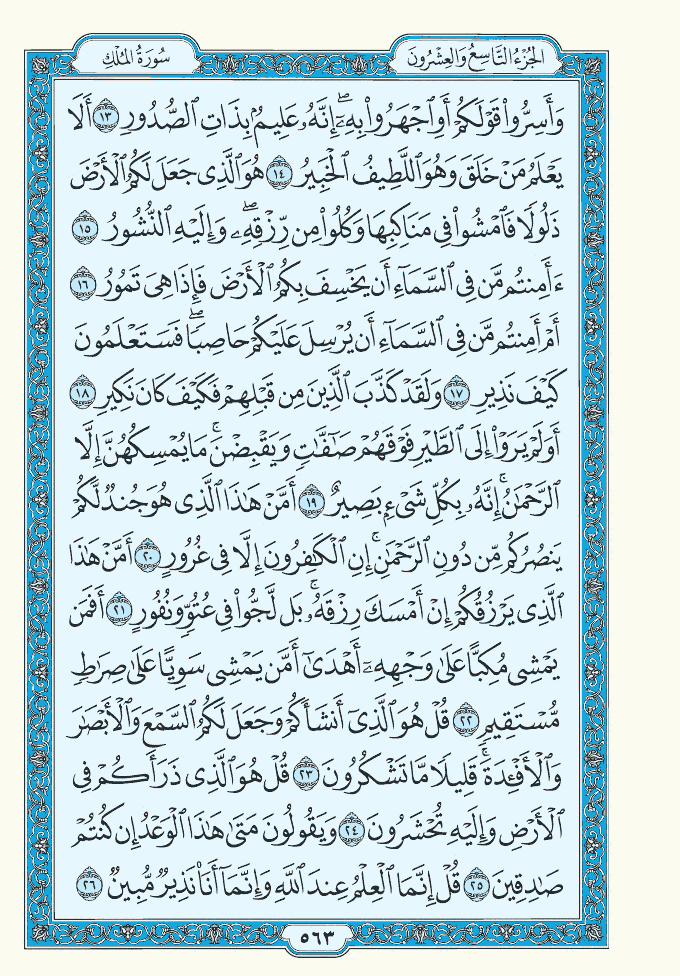 الجُزْءُ التَّاسِعُ وَالعِشْرُونَ
سُورَةُ المُلْكِ
وَأَسِرُّوا۟ قَوْلَكُمْ أَوِ ٱجْهَرُوا۟ بِهِۦٓ ۖ إِنَّهُۥ عَلِيمٌۢ بِذَاتِ ٱلصُّدُورِ ١٣ أَلَا
يَعْلَمُ مَنْ خَلَقَ وَهُوَ ٱللَّطِيفُ ٱلْخَبِيرُ ١٤ هُوَ ٱلَّذِى جَعَلَ لَكُمُ ٱلْأَرْضَ
ذَلُولًا فَٱمْشُوا۟ فِى مَنَاكِبِهَا وَكُلُوا۟ مِن رِّزْقِهِۦ ۖ وَإِلَيْهِ ٱلنُّشُورُ ١٥
ءَأَمِنتُم مَّن فِى ٱلسَّمَآءِ أَن يَخْسِفَ بِكُمُ ٱلْأَرْضَ فَإِذَا هِىَ تَمُورُ ١٦
أَمْ أَمِنتُم مَّن فِى ٱلسَّمَآءِ أَن يُرْسِلَ عَلَيْكُمْ حَاصِبًا ۖ فَسَتَعْلَمُونَ
كَيْفَ نَذِيرِ ١٧ وَلَقَدْ كَذَّبَ ٱلَّذِينَ مِن قَبْلِهِمْ فَكَيْفَ كَانَ نَكِيرِ ١٨
أَوَلَمْ يَرَوْا۟ إِلَى ٱلطَّيْرِ فَوْقَهُمْ صَٰٓفَّٰتٍ وَيَقْبِضْنَ ۚ مَا يُمْسِكُهُنَّ إِلَّا
ٱلرَّحْمَٰنُ ۚ إِنَّهُۥ بِكُلِّ شَىْءٍۭ بَصِيرٌ ١٩ أَمَّنْ هَٰذَا ٱلَّذِى هُوَ جُندٌ لَّكُمْ
يَنصُرُكُم مِّن دُونِ ٱلرَّحْمَٰنِ ۚ إِنِ ٱلْكَٰفِرُونَ إِلَّا فِى غُرُورٍ ٢٠ أَمَّنْ هَٰذَا
ٱلَّذِى يَرْزُقُكُمْ إِنْ أَمْسَكَ رِزْقَهُۥ ۚ بَل لَّجُّوا۟ فِى عُتُوٍّ وَنُفُورٍ ٢١ أَفَمَن
يَمْشِى مُكِبًّا عَلَىٰ وَجْهِهِۦٓ أَهْدَىٰٓ أَمَّن يَمْشِى سَوِيًّا عَلَىٰ صِرَٰطٍ
مُّسْتَقِيمٍ ٢٢ قُلْ هُوَ ٱلَّذِىٓ أَنشَأَكُمْ وَجَعَلَ لَكُمُ ٱلسَّمْعَ وَٱلْأَبْصَٰرَ
وَٱلْأَفْـِٔدَةَ ۖ قَلِيلًا مَّا تَشْكُرُونَ ٢٣ قُلْ هُوَ ٱلَّذِى ذَرَأَكُمْ فِى
ٱلْأَرْضِ وَإِلَيْهِ تُحْشَرُونَ ٢٤ وَيَقُولُونَ مَتَىٰ هَٰذَا ٱلْوَعْدُ إِن كُنتُمْ
صَٰدِقِينَ ٢٥ قُلْ إِنَّمَا ٱلْعِلْمُ عِندَ ٱللَّهِ وَإِنَّمَآ أَنَا۠ نَذِيرٌ مُّبِينٌ ٢٦
٥٦٣